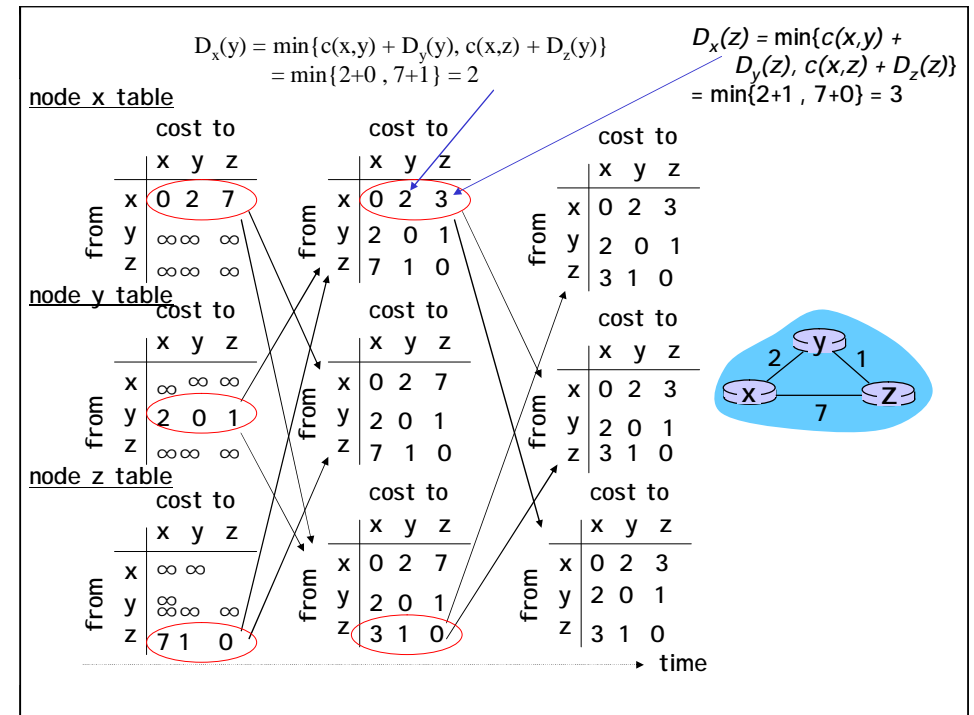 D_x(y) = min{c(x,y) + D_y(y), c(x,z) + D_z(y)}
= min{2+0 , 7+1} = 2
D_x(z) = min{c(x,y) +
D_y(z), c(x,z) + D_z(z)}
= min{2+1 , 7+0} = 3
node x table
cost to
x y z
from
x 0 2 7
y ∞ ∞ ∞
z ∞ ∞ ∞
cost to
x y z
from
x 0 2 3
y 2 0 1
z 7 1 0
cost to
x y z
from
x 0 2 3
y 2 0 1
z 3 1 0
node y table
cost to
x y z
from
x ∞ ∞ ∞
y 2 0 1
z ∞ ∞ ∞
cost to
x y z
from
x 0 2 7
y 2 0 1
z 7 1 0
cost to
x y z
from
x 0 2 3
y 2 0 1
z 3 1 0
node z table
cost to
x y z
from
x ∞ ∞
∞
y ∞ ∞ ∞
z 7 1 0
cost to
x y z
from
x 0 2 7
y 2 0 1
z 3 1 0
cost to
x y z
from
x 0 2 3
y 2 0 1
z 3 1 0
time
y
2 1
x z
7